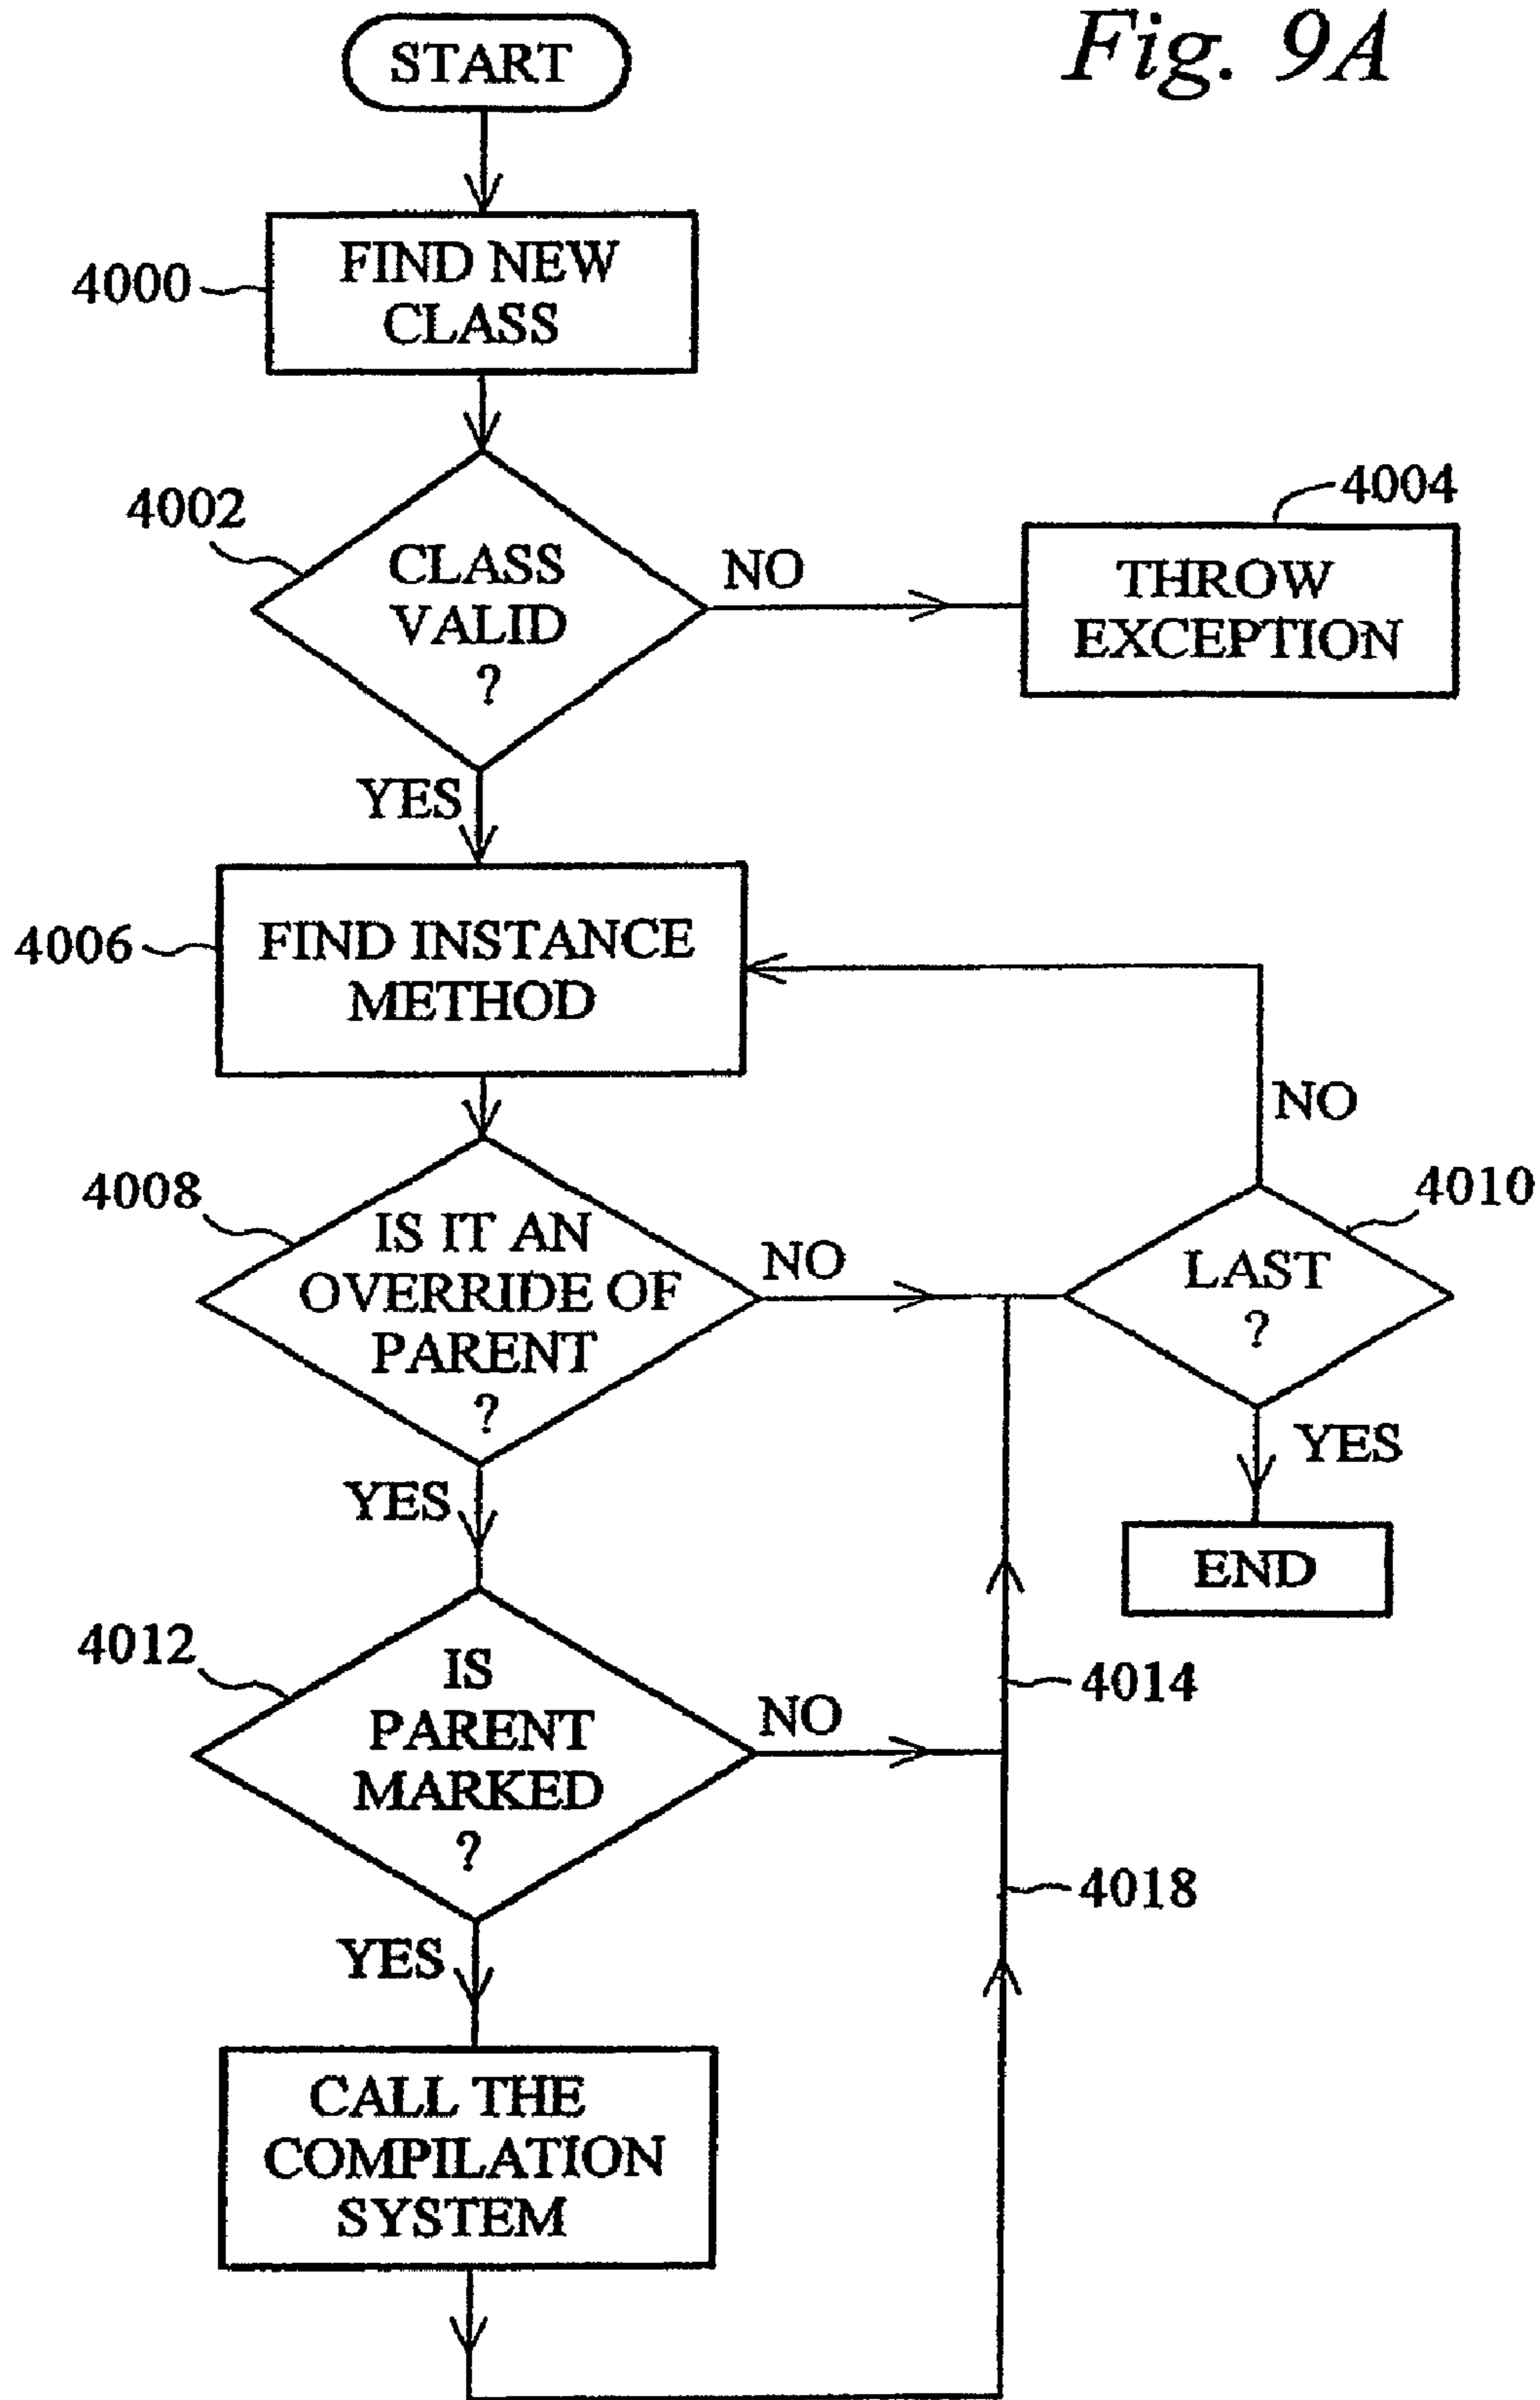 Fig. 9A
START
4000
FIND NEW
CLASS
4002
CLASS
VALID
?
NO
4004
THROW
EXCEPTION
YES
4006
FIND INSTANCE
METHOD
NO
4008
IS IT AN
OVERRIDE OF
PARENT
?
NO
4010
LAST
?
YES
YES
END
4012
IS
PARENT
MARKED
?
NO
4014
4018
YES
CALL THE
COMPILATION
SYSTEM